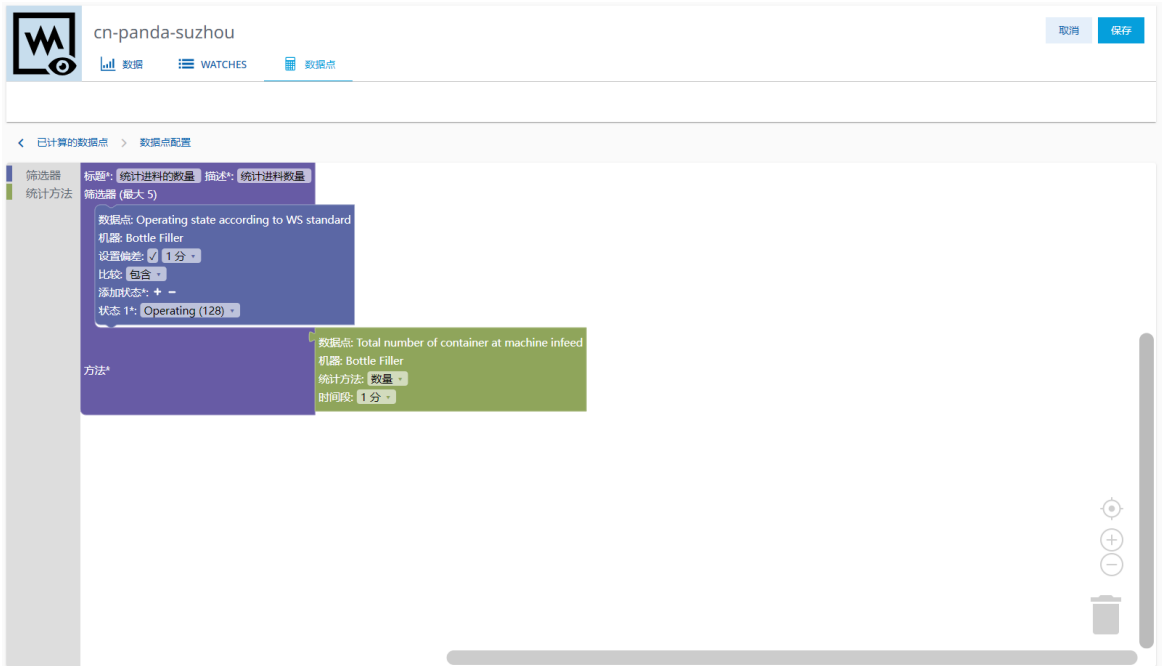 cn-panda-suzhou
取消
保存
数据
WATCHES
数据点
已计算的数据点
数据点配置
筛选器
统计方法
标题*: 统计进料的数量 描述*: 统计进料数量
筛选器 (最大 5)
数据点: Operating state according to WS standard
机器: Bottle Filler
设置偏差: ✓ 1 分
比较: 包含
添加状态*: + −
状态 1*: Operating (128)
方法*
数据点: Total number of container at machine infeed
机器: Bottle Filler
统计方法: 数量
时间段: 1 分